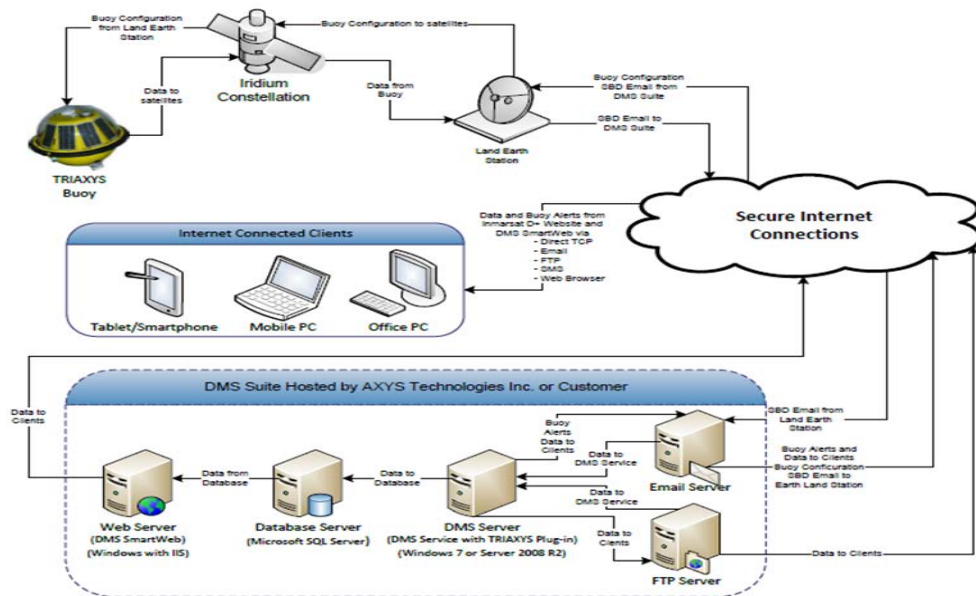 Buoy Configuration
from Land Earth
Station
Buoy Configuration to satellites
Iridium
Constellation
Data to
satellites
Data from
Buoy
Buoy Configuration
SBD Email from
DMS Suite
SBD Email to
DMS Suite
Land Earth
Station
TRIAXYS
Buoy
Secure Internet
Connections
Data and Buoy Alerts from
Inmarsat D+ Website and
DMS SmartWeb via
- Direct TCP
- Email
- FTP
- SMS
- Web Browser
Internet Connected Clients
Tablet/Smartphone
Mobile PC
Office PC
DMS Suite Hosted by AXYS Technologies Inc. or Customer
Data to
Clients
Buoy
Alerts
Data to
Clients
SBD Email from
Land Earth
Station
Data to
DMS Service
Buoy Alerts and
Data to Clients
Buoy Configuration
SBD Email to
Earth Land Station
Email Server
Data from
Database
Data to
Database
Data to
DMS Service
Web Server
(DMS SmartWeb)
(Windows with IIS)
Database Server
(Microsoft SQL Server)
DMS Server
(DMS Service with TRIAXYS Plug-in)
(Windows 7 or Server 2008 R2)
Data to
Clients
Data to Clients
FTP Server